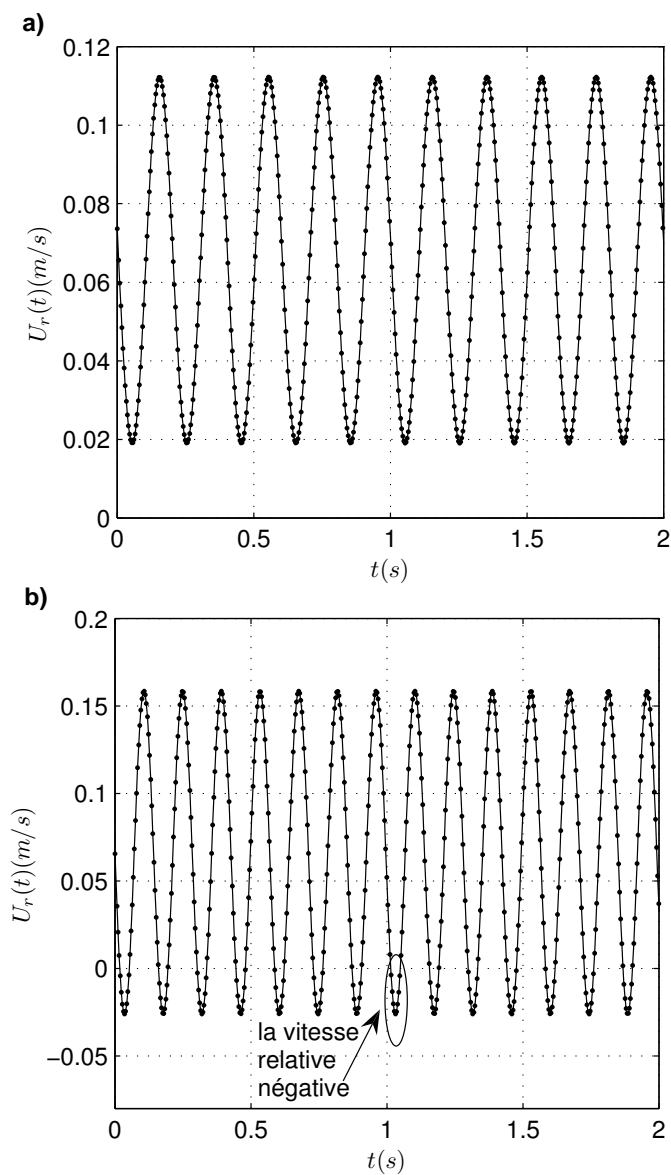 a)
0.12
0.1
0.08
0.06
0.04
0.02
0
U_r(t)(m/s)
0 0.5 1 1.5 2
t(s)
b)
0.2
0.15
0.1
0.05
0
−0.05
U_r(t)(m/s)
la vitesse
relative
négative
0 0.5 1 1.5 2
t(s)